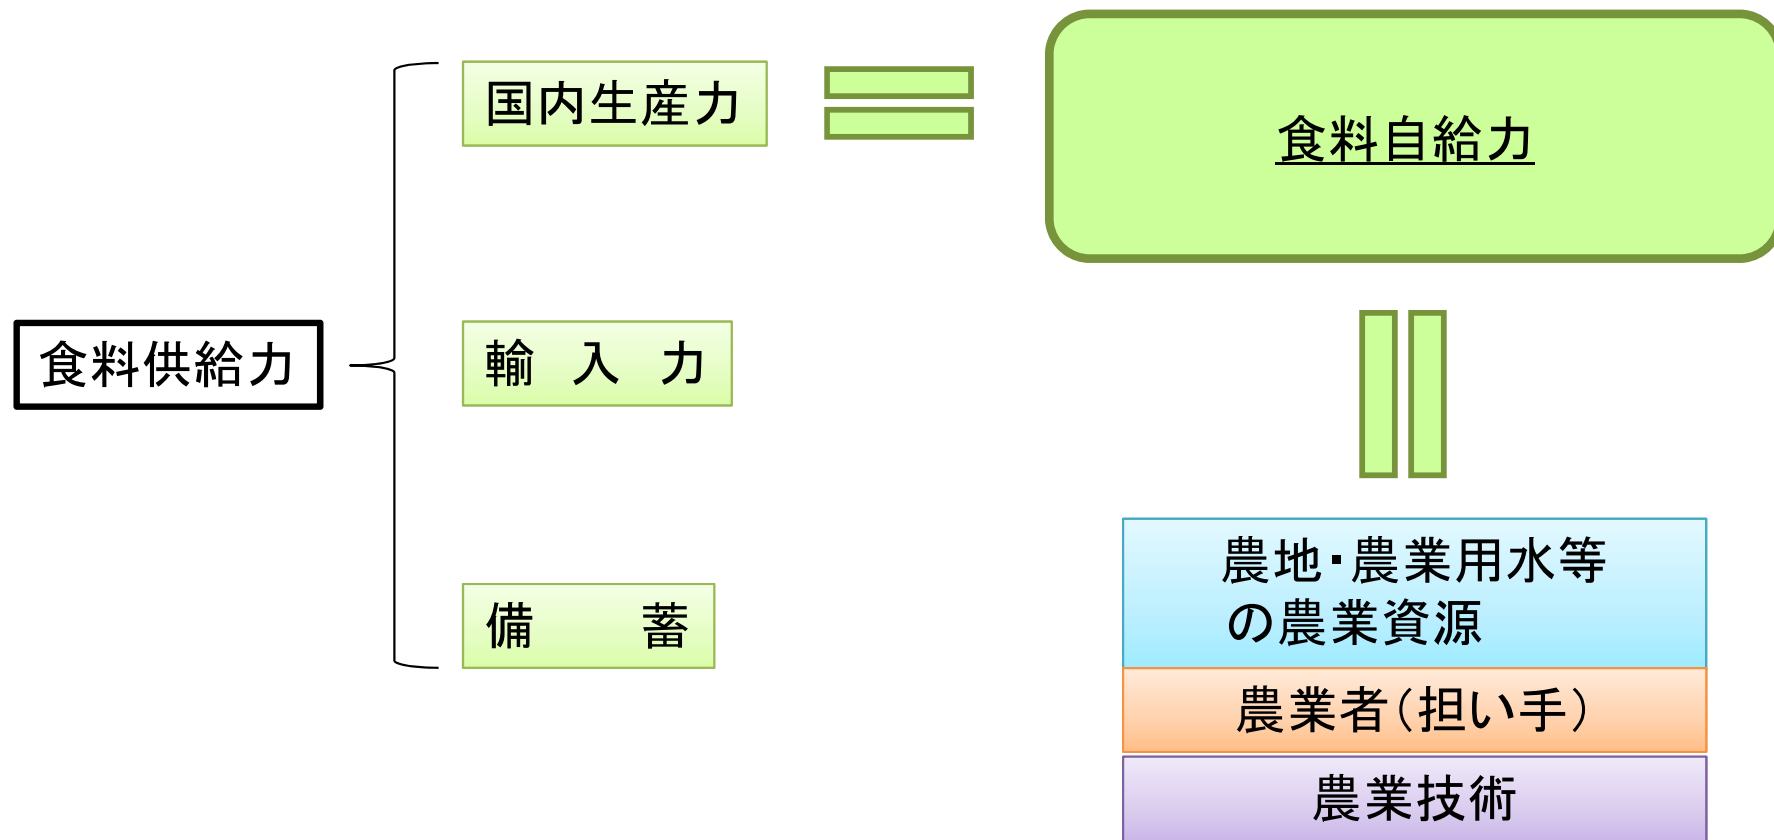 国内生産力
食料自給力
食料供給力
輸　入　力
備　　蓄
農地・農業用水等
の農業資源
農業者（担い手）
農業技術